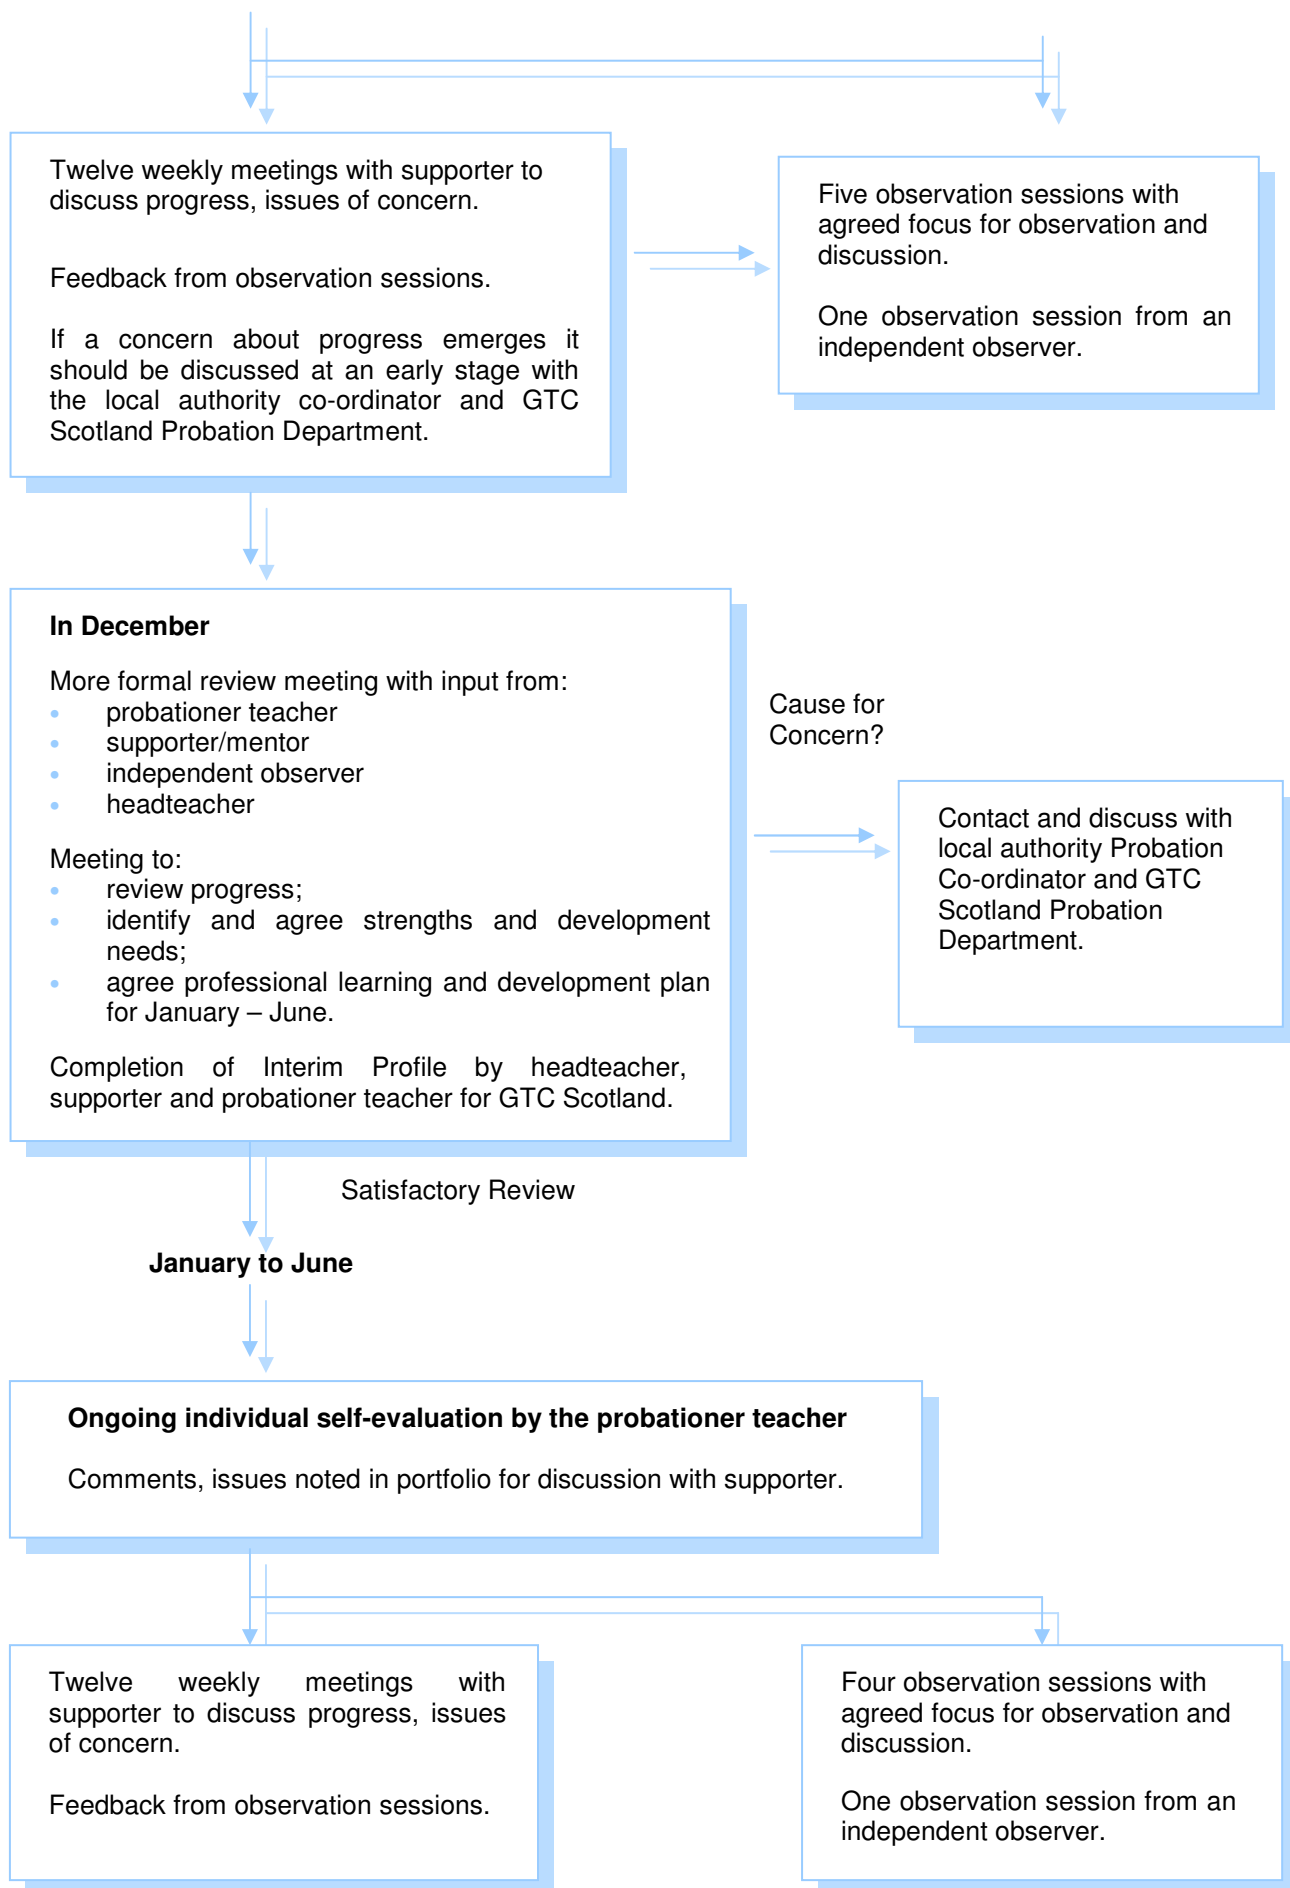 Twelve weekly meetings with supporter to
discuss progress, issues of concern.
Feedback from observation sessions.
If a concern about progress emerges it
should be discussed at an early stage with
the local authority co-ordinator and GTC
Scotland Probation Department.
Five observation sessions with
agreed focus for observation and
discussion.
One observation session from an
independent observer.
In December
More formal review meeting with input from:
• probationer teacher
• supporter/mentor
• independent observer
• headteacher
Meeting to:
• review progress;
• identify and agree strengths and development
needs;
• agree professional learning and development plan
for January – June.
Completion of Interim Profile by headteacher,
supporter and probationer teacher for GTC Scotland.
Cause for
Concern?
Contact and discuss with
local authority Probation
Co-ordinator and GTC
Scotland Probation
Department.
Satisfactory Review
January to June
Ongoing individual self-evaluation by the probationer teacher
Comments, issues noted in portfolio for discussion with supporter.
Twelve weekly meetings with
supporter to discuss progress, issues
of concern.
Feedback from observation sessions.
Four observation sessions with
agreed focus for observation and
discussion.
One observation session from an
independent observer.